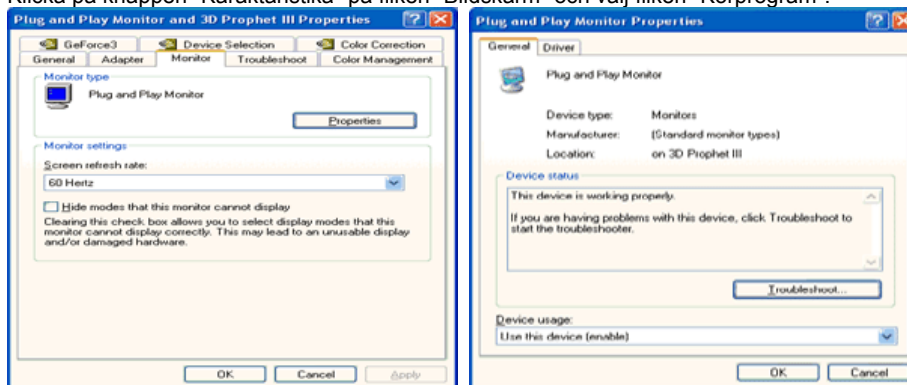 Klicka på knappen "Karaktäristika" på fliken "Bildskärm" och välj fliken "Körprogram".
Plug and Play Monitor and 3D Prophet III Properties
GeForce3 Device Selection Color Correction
General Adapter Monitor Troubleshoot Color Management
Monitor type
Plug and Play Monitor
Properties
Monitor settings
Screen refresh rate:
60 Hertz
Hide modes that this monitor cannot display
Clearing this check box allows you to select display modes that this
monitor cannot display correctly. This may lead to an unusable display
and/or damaged hardware.
OK Cancel Apply
Plug and Play Monitor Properties
General Driver
Plug and Play Monitor
Device type: Monitors
Manufacturer: (Standard monitor types)
Location: on 3D Prophet III
Device status
This device is working properly.
If you are having problems with this device, click Troubleshoot to
start the troubleshooter.
Troubleshoot...
Device usage:
Use this device (enable)
OK Cancel